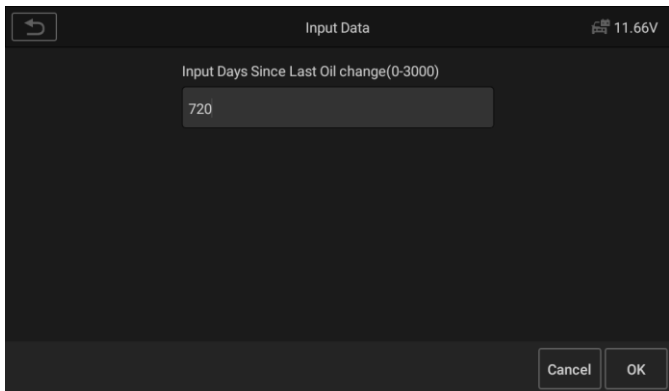 Input Data
11.66V
Input Days Since Last Oil change(0-3000)
720
Cancel
OK